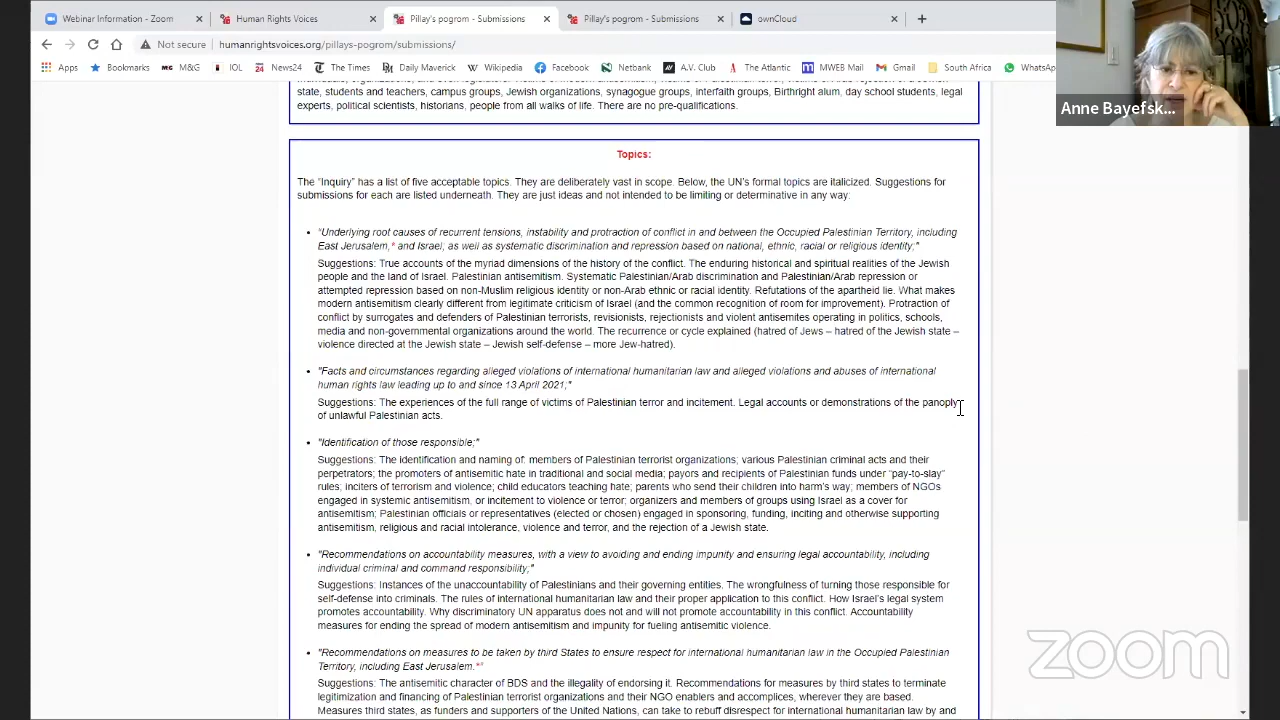 Webinar Information - Zoom
Human Rights Voices
Pillay's pogrom - Submissions
Pillay's pogrom - Submissions
ownCloud
Not secure
humanrightsvoices.org/pillays-pogrom/submissions/
Apps
Bookmarks
M&G
IOL
News24
The Times
Daily Maverick
Wikipedia
Facebook
Netbank
A.V. Club
The Atlantic
MWEB Mail
Gmail
South Africa
WhatsAp
Anne Bayefsk...
state, students and teachers, campus groups, Jewish organizations, synagogue groups, interfaith groups, Birthright alum, day school students, legal
experts, political scientists, historians, people from all walks of life. There are no pre-qualifications.
Topics:
The "Inquiry" has a list of five acceptable topics. They are deliberately vast in scope. Below, the UN's formal topics are italicized. Suggestions for
submissions for each are listed underneath. They are just ideas and not intended to be limiting or determinative in any way:
• "Underlying root causes of recurrent tensions, instability and protraction of conflict in and between the Occupied Palestinian Territory, including
East Jerusalem,* and Israel; as well as systematic discrimination and repression based on national, ethnic, racial or religious identity;"
Suggestions: True accounts of the myriad dimensions of the history of the conflict. The enduring historical and spiritual realities of the Jewish
people and the land of Israel. Palestinian antisemitism. Systematic Palestinian/Arab discrimination and Palestinian/Arab repression or
attempted repression based on non-Muslim religious identity or non-Arab ethnic or racial identity. Refutations of the apartheid lie. What makes
modern antisemitism clearly different from legitimate criticism of Israel (and the common recognition of room for improvement). Protraction of
conflict by surrogates and defenders of Palestinian terrorists, revisionists, rejectionists and violent antisemites operating in politics, schools,
media and non-governmental organizations around the world. The recurrence or cycle explained (hatred of Jews – hatred of the Jewish state –
violence directed at the Jewish state – Jewish self-defense – more Jew-hatred).
• "Facts and circumstances regarding alleged violations of international humanitarian law and alleged violations and abuses of international
human rights law leading up to and since 13 April 2021;"
Suggestions: The experiences of the full range of victims of Palestinian terror and incitement. Legal accounts or demonstrations of the panoply
of unlawful Palestinian acts.
• "Identification of those responsible;"
Suggestions: The identification and naming of: members of Palestinian terrorist organizations; various Palestinian criminal acts and their
perpetrators; the promoters of antisemitic hate in traditional and social media; payors and recipients of Palestinian funds under "pay-to-slay"
rules; inciters of terrorism and violence; child educators teaching hate; parents who send their children into harm's way; members of NGOs
engaged in systemic antisemitism, or incitement to violence or terror; organizers and members of groups using Israel as a cover for
antisemitism; Palestinian officials or representatives (elected or chosen) engaged in sponsoring, funding, inciting and otherwise supporting
antisemitism, religious and racial intolerance, violence and terror, and the rejection of a Jewish state.
• "Recommendations on accountability measures, with a view to avoiding and ending impunity and ensuring legal accountability, including
individual criminal and command responsibility;"
Suggestions: Instances of the unaccountability of Palestinians and their governing entities. The wrongfulness of turning those responsible for
self-defense into criminals. The rules of international humanitarian law and their proper application to this conflict. How Israel's legal system
promotes accountability. Why discriminatory UN apparatus does not and will not promote accountability in this conflict. Accountability
measures for ending the spread of modern antisemitism and impunity for fueling antisemitic violence.
• "Recommendations on measures to be taken by third States to ensure respect for international humanitarian law in the Occupied Palestinian
Territory, including East Jerusalem.*"
Suggestions: The antisemitic character of BDS and the illegality of endorsing it. Recommendations for measures by third states to terminate
legitimization and financing of Palestinian terrorist organizations and their NGO enablers and accomplices, wherever they are based.
Measures third states, as funders and supporters of the United Nations, can take to rebuff disrespect for international humanitarian law by and
zoom